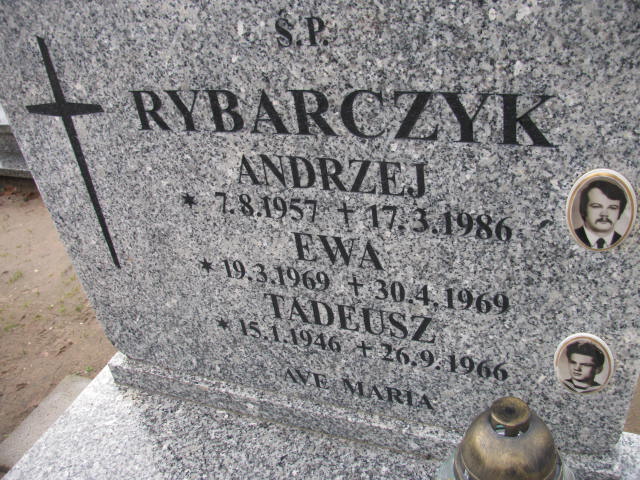 Ś.P.
RYBARCZYK
ANDRZEJ
* 7.8.1957 + 17.3.1986
EWA
* 19.3.1969 + 30.4.1969
TADEUSZ
* 15.1.1946 + 26.9.1966
AVE MARIA